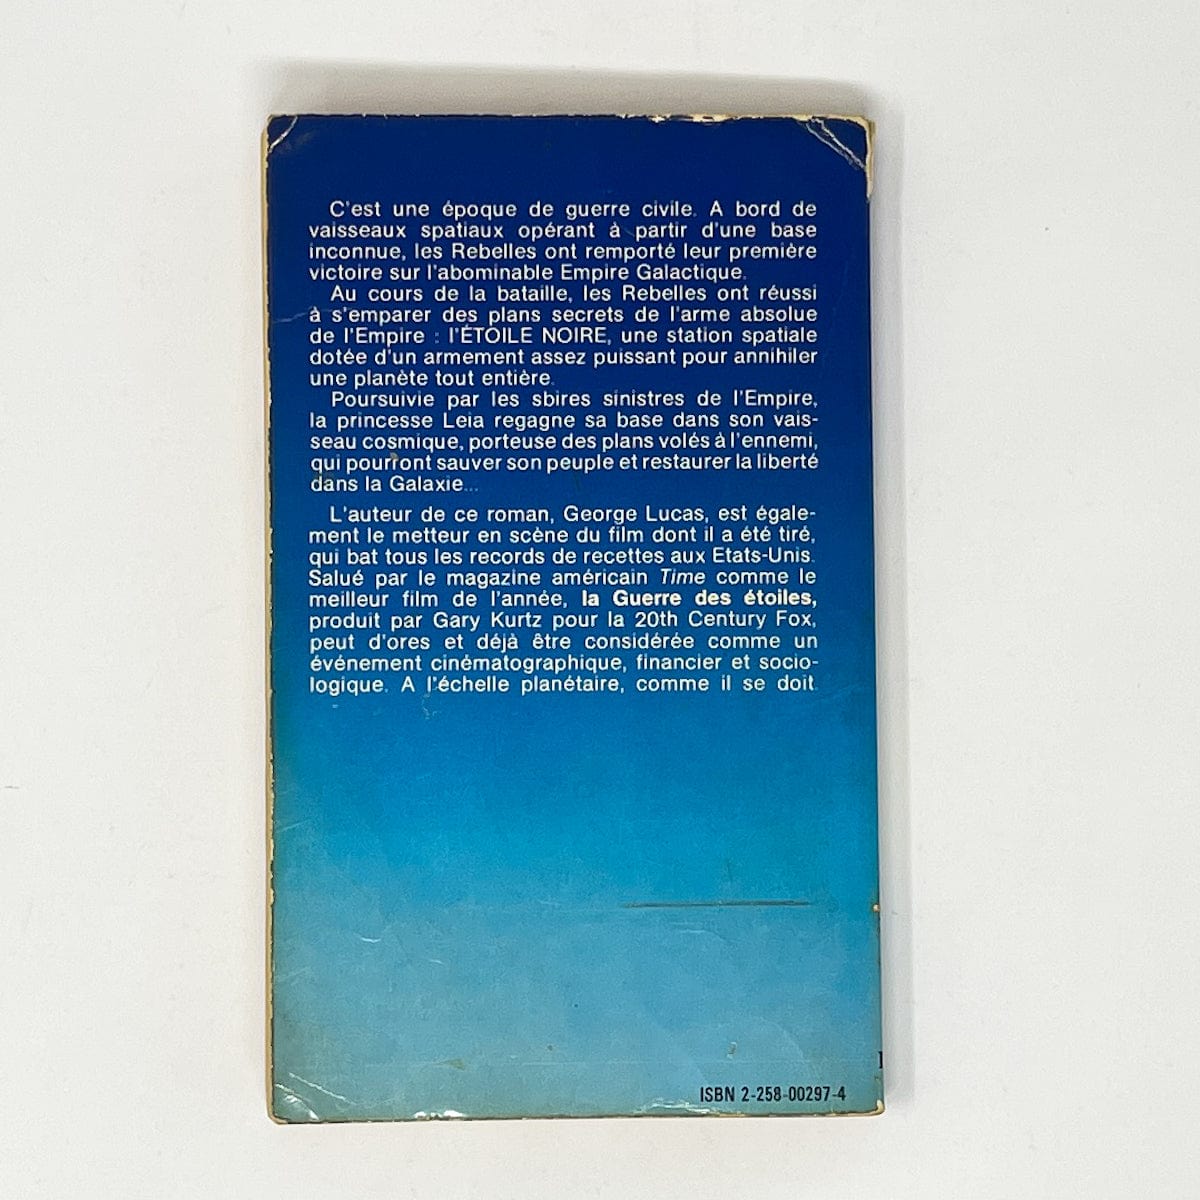 C'est une époque de guerre civile. A bord de
vaisseaux spatiaux opérant à partir d'une base
inconnue, les Rebelles ont remporté leur première
victoire sur l'abominable Empire Galactique.
Au cours de la bataille, les Rebelles ont réussi
à s'emparer des plans secrets de l'arme absolue
de l'Empire : l'ÉTOILE NOIRE, une station spatiale
dotée d'un armement assez puissant pour annihiler
une planète tout entière.
Poursuivie par les sbires sinistres de l'Empire,
la princesse Leia regagne sa base dans son vais-
seau cosmique, porteuse des plans volés à l'ennemi,
qui pourront sauver son peuple et restaurer la liberté
dans la Galaxie...
L'auteur de ce roman, George Lucas, est égale-
ment le metteur en scène du film dont il a été tiré,
qui bat tous les records de recettes aux Etats-Unis.
Salué par le magazine américain Time comme le
meilleur film de l'année, la Guerre des étoiles,
produit par Gary Kurtz pour la 20th Century Fox,
peut d'ores et déjà être considérée comme un
événement cinématographique, financier et socio-
logique. A l'échelle planétaire, comme il se doit.
ISBN 2-258-00297-4